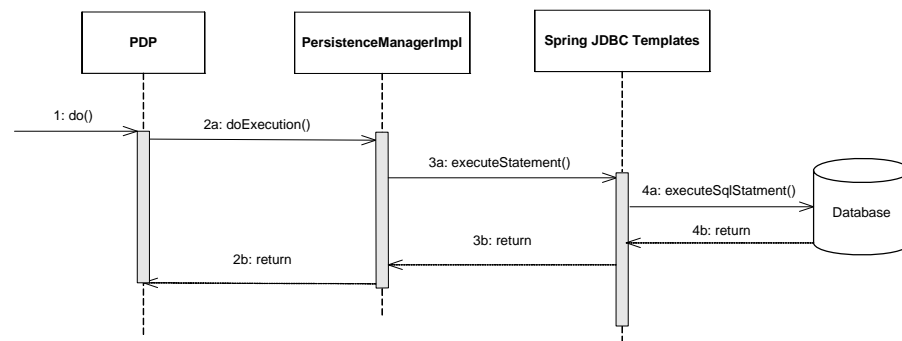 PDP
PersistenceManagerImpl
Spring JDBC Templates
1: do()
2a: doExecution()
3a: executeStatement()
4a: executeSqlStatment()
Database
4b: return
3b: return
2b: return